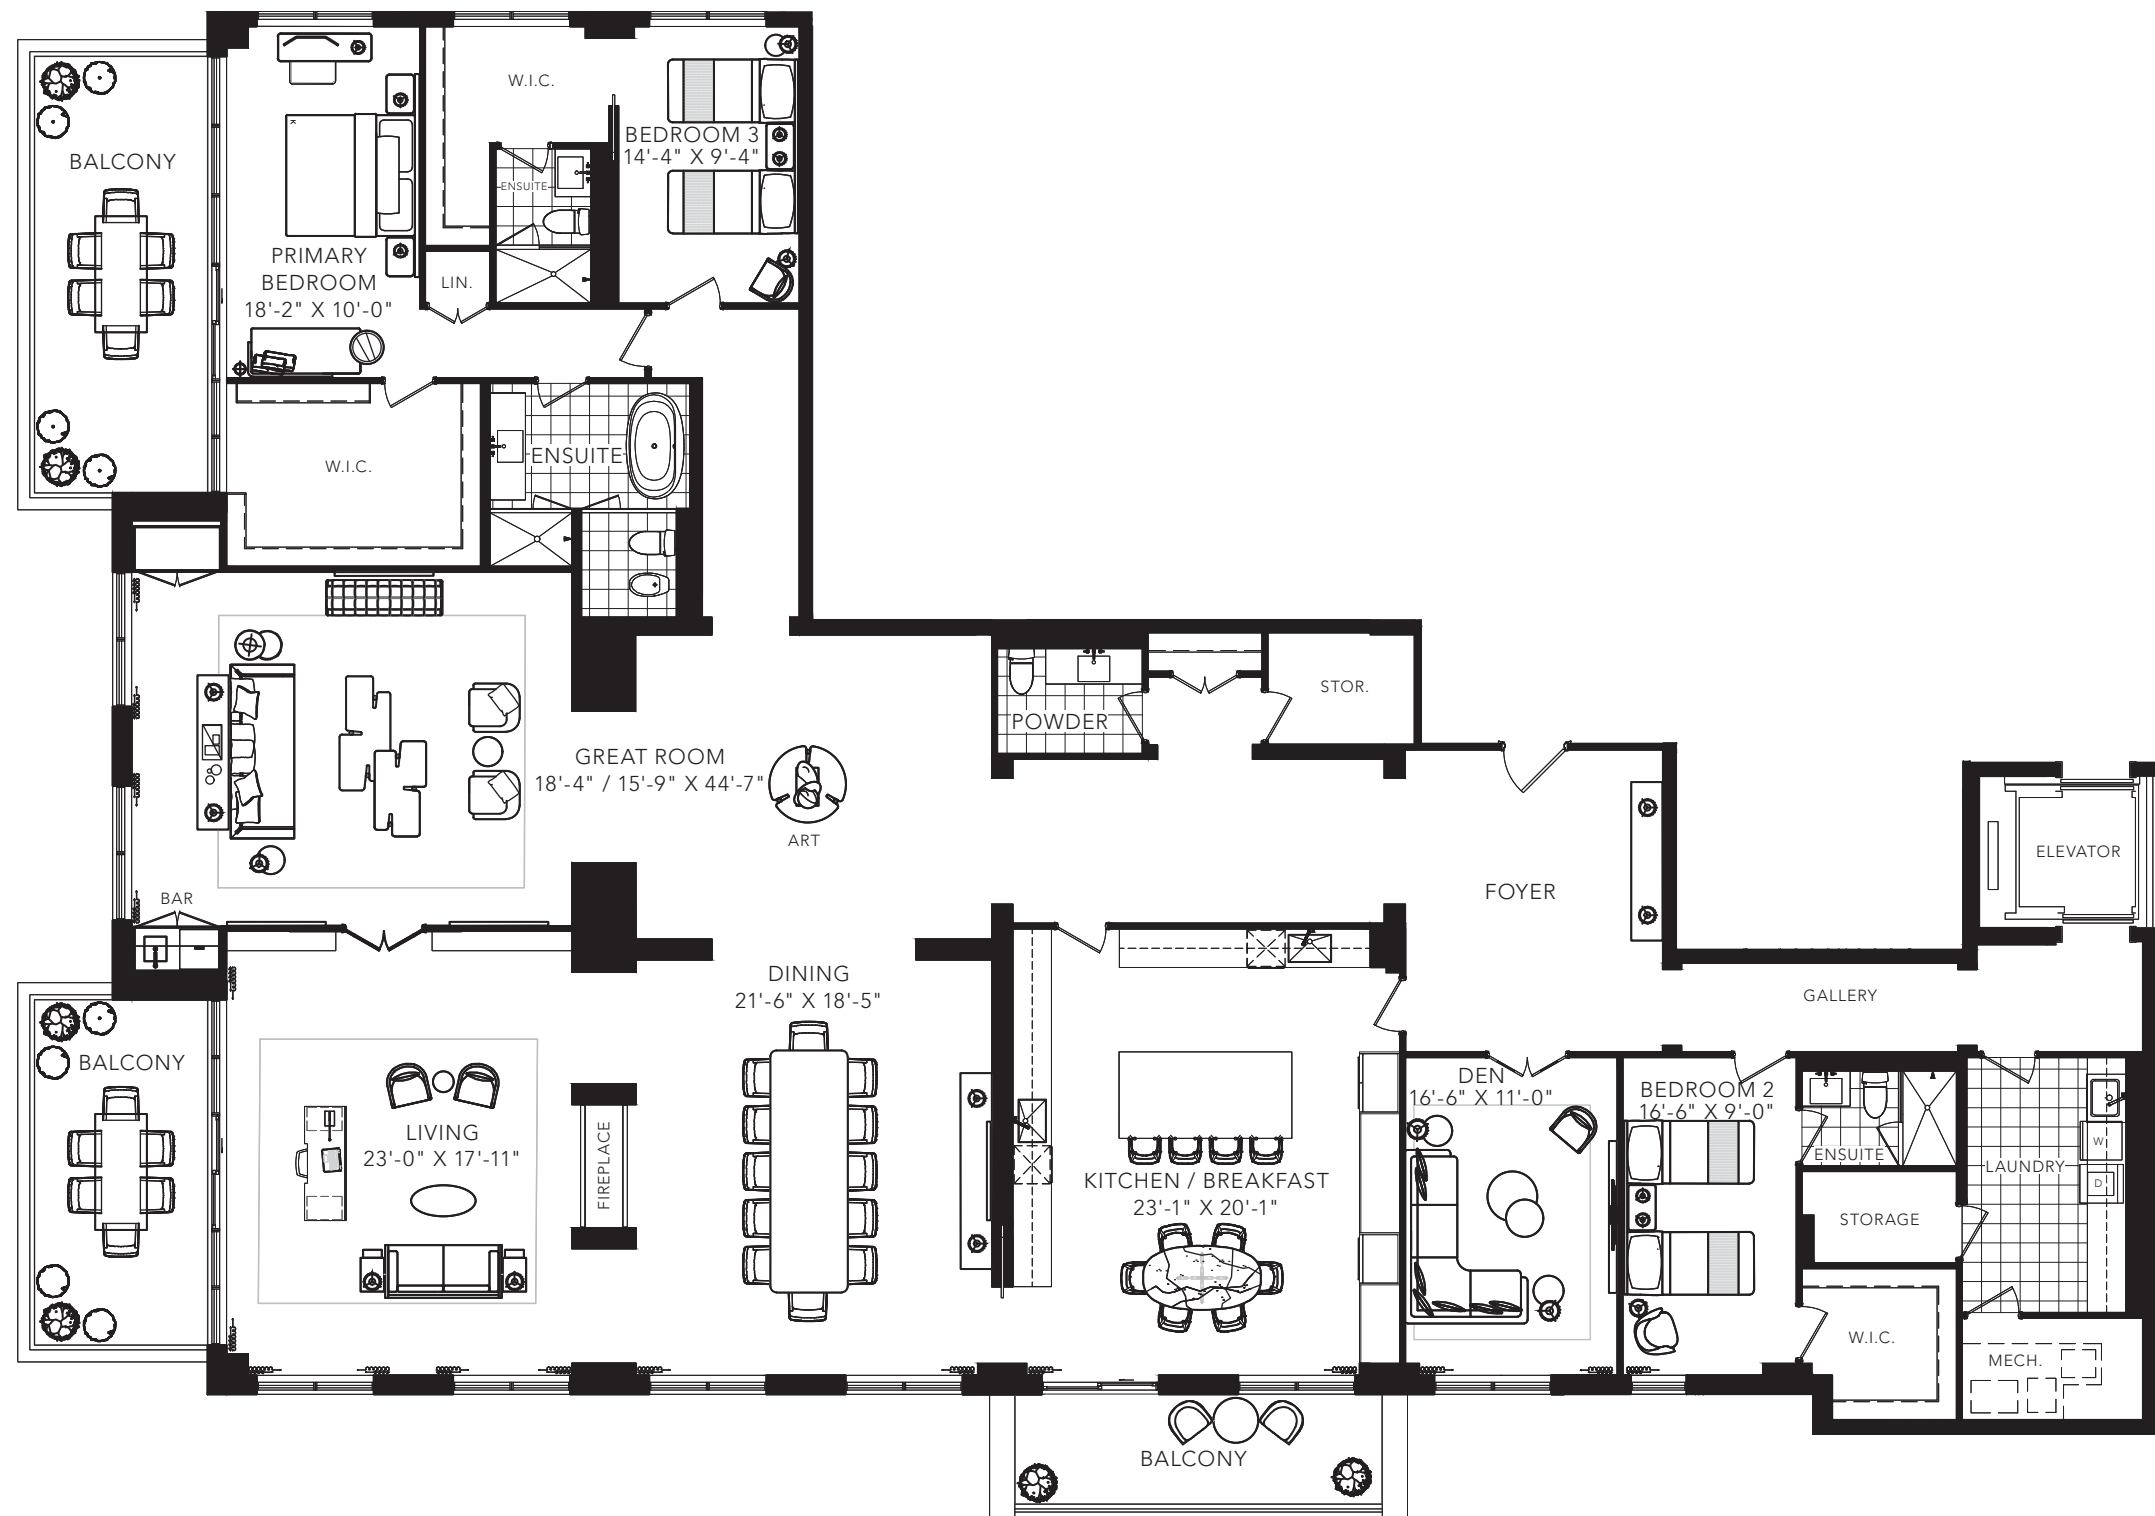 W.I.C.
BEDROOM 3
14'-4" X 9'-4"
BALCONY
ENSUITE
PRIMARY
BEDROOM
18'-2" X 10'-0"
LIN.
W.I.C.
ENSUITE
STOR.
POWDER
GREAT ROOM
18'-4" / 15'-9" X 44'-7"
ART
ELEVATOR
BAR
FOYER
DINING
21'-6" X 18'-5"
GALLERY
BALCONY
DEN
16'-6" X 11'-0"
BEDROOM 2
16'-6" X 9'-0"
LIVING
23'-0" X 17'-11"
FIREPLACE
KITCHEN / BREAKFAST
23'-1" X 20'-1"
ENSUITE
LAUNDRY
W
D
STORAGE
W.I.C.
MECH.
BALCONY
K